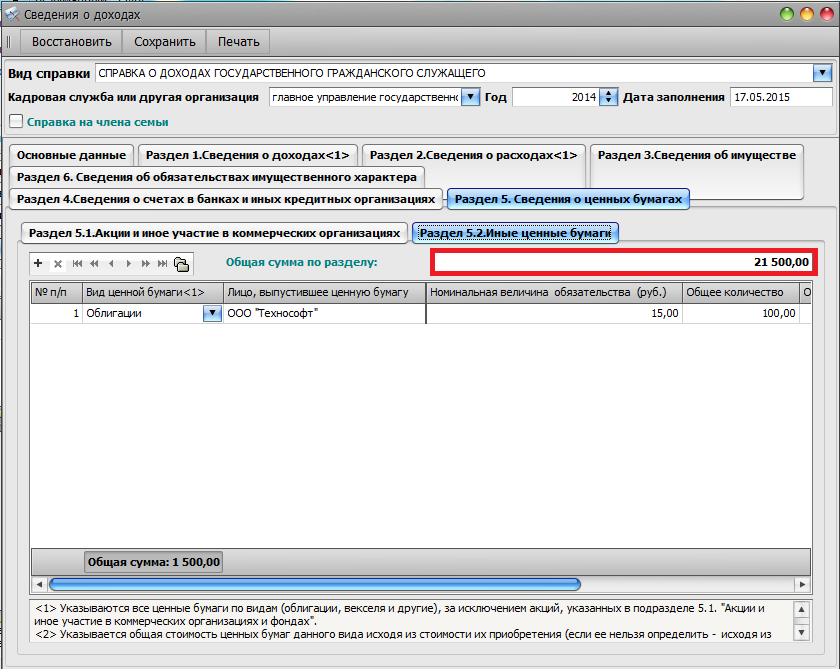 Сведения о доходах
Восстановить Сохранить Печать
Вид справки СПРАВКА О ДОХОДАХ ГОСУДАРСТВЕННОГО ГРАЖДАНСКОГО СЛУЖАЩЕГО
Кадровая служба или другая организация главное управление государственно Год 2014 Дата заполнения 17.05.2015
Справка на члена семьи
Основные данные Раздел 1.Сведения о доходах<1> Раздел 2.Сведения о расходах<1> Раздел 3.Сведения об имуществе
Раздел 6. Сведения об обязательствах имущественного характера
Раздел 4.Сведения о счетах в банках и иных кредитных организациях Раздел 5. Сведения о ценных бумагах
Раздел 5.1.Акции и иное участие в коммерческих организациях Раздел 5.2.Иные ценные бумаги
Общая сумма по разделу: 21 500,00
№ п/п Вид ценной бумаги<1> Лицо, выпустившее ценную бумагу Номинальная величина обязательства (руб.) Общее количество О
1 Облигации ООО "Технософт" 15,00 100,00
Общая сумма: 1 500,00
<1> Указываются все ценные бумаги по видам (облигации, векселя и другие), за исключением акций, указанных в подразделе 5.1. "Акции и
иное участие в коммерческих организациях и фондах".
<2> Указывается общая стоимость ценных бумаг данного вида исходя из стоимости их приобретения (если ее нельзя определить - исходя из